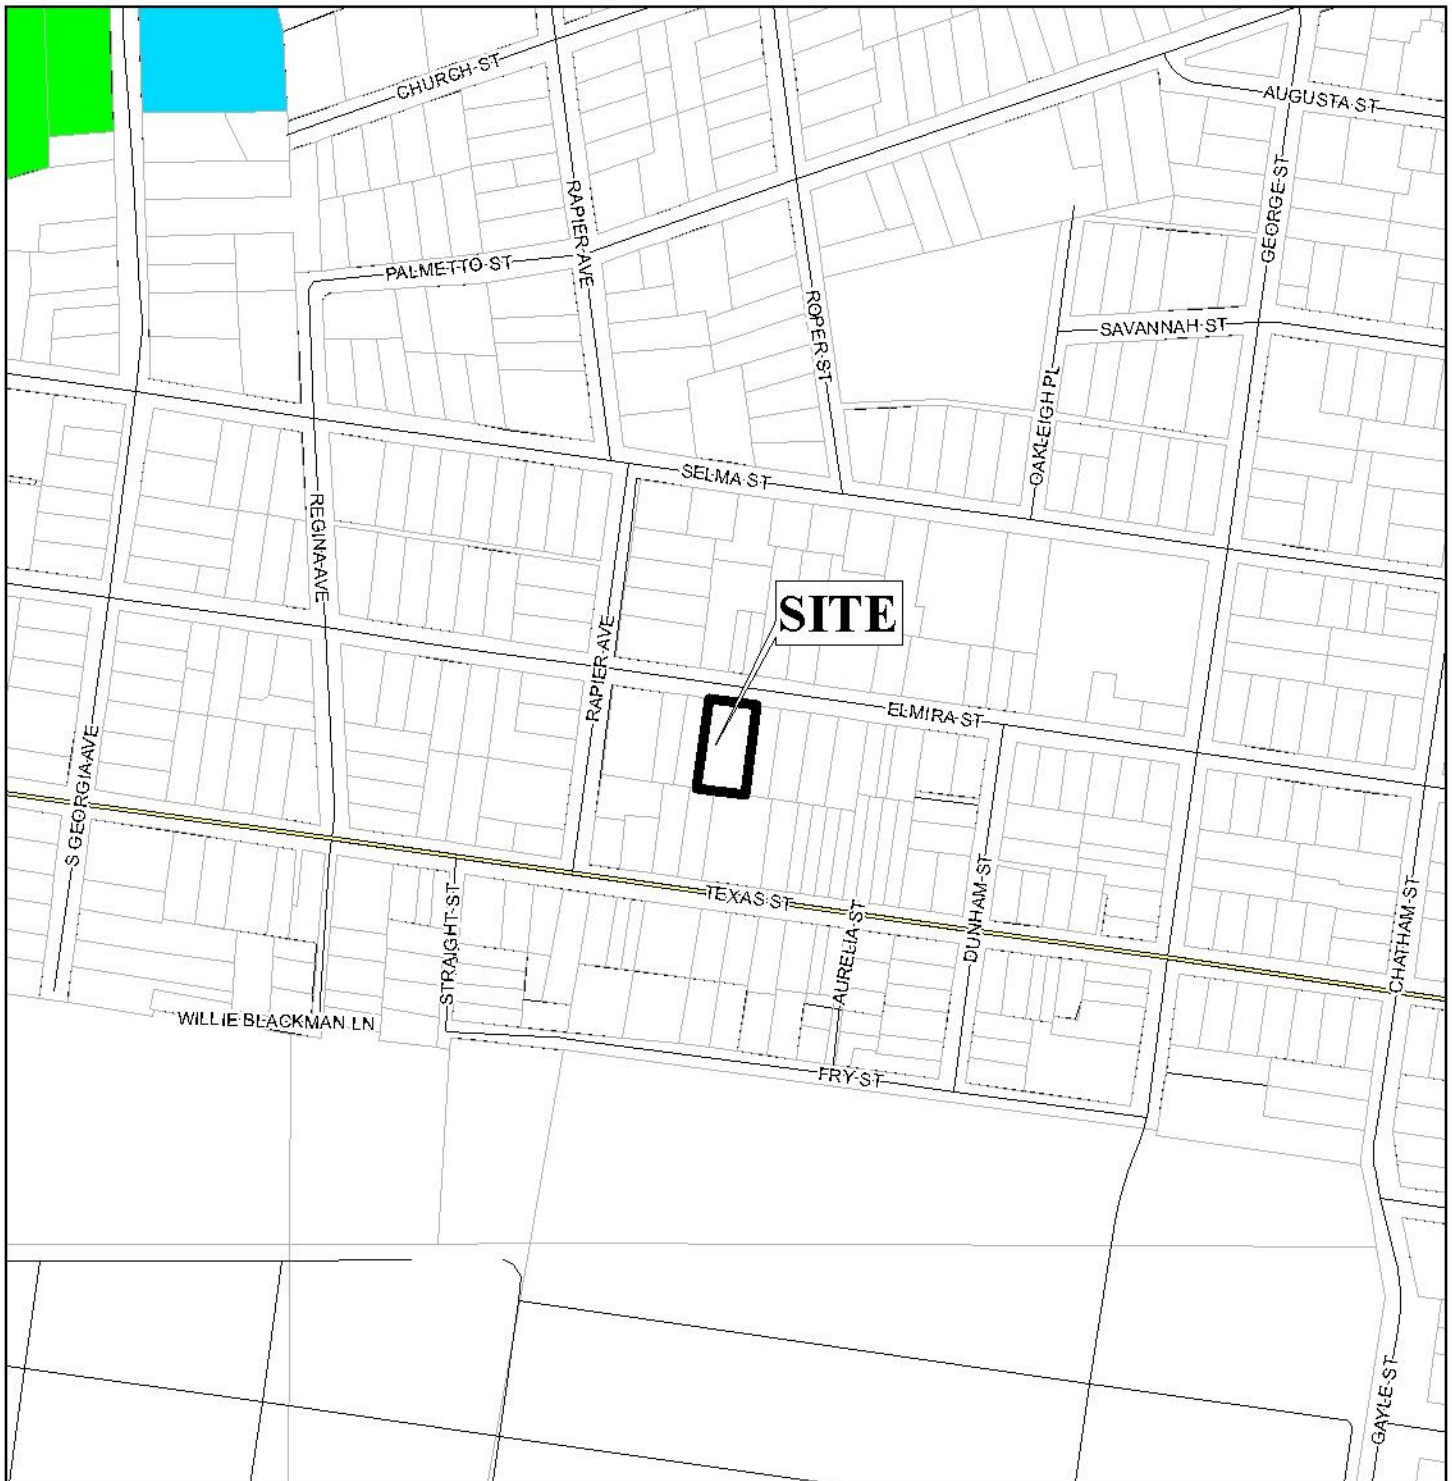 CHURCH ST
AUGUSTA ST
RAPIER AVE
GEORGE ST
PALMETTO ST
ROPER ST
SAVANNAH ST
OAKLEIGH PL
SELMA ST
REGINA AVE
SITE
RAPIER AVE
ELMIRA ST
S GEORGIA AVE
TEXAS ST
STRAIGHT ST
AURELIA ST
DUNHAM ST
CHATHAM ST
WILLIE BLACKMAN LN
FRY ST
GAYLE ST